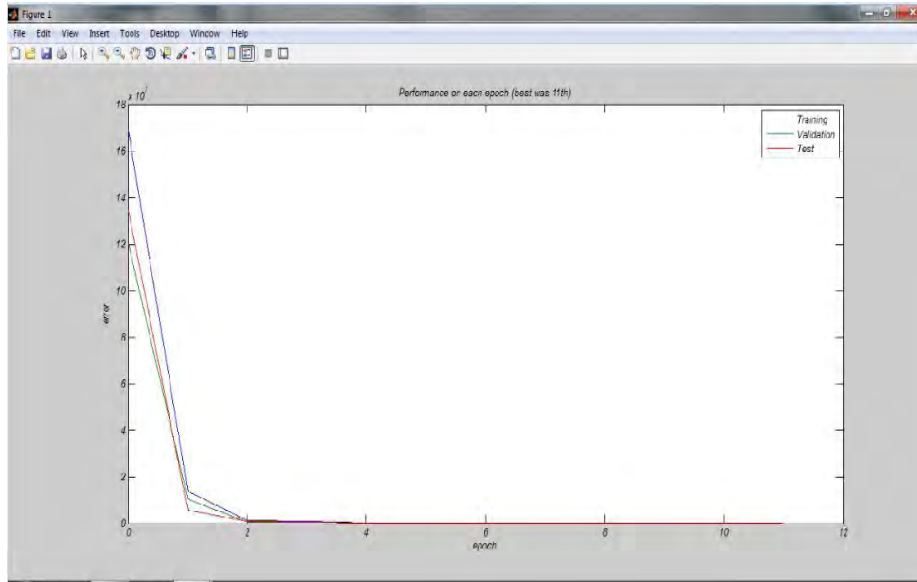 Figure 1
File Edit View Insert Tools Desktop Window Help
Performance on each epoch (best was 11th)
18
16
14
12
10
8
6
4
2
0
error
0 2 4 6 8 10 12
epoch
Training
Validation
Test